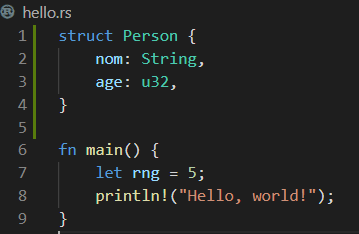 hello.rs
1 struct Person {
2     nom: String,
3     age: u32,
4 }
5
6 fn main() {
7     let rng = 5;
8     println!("Hello, world!");
9 }